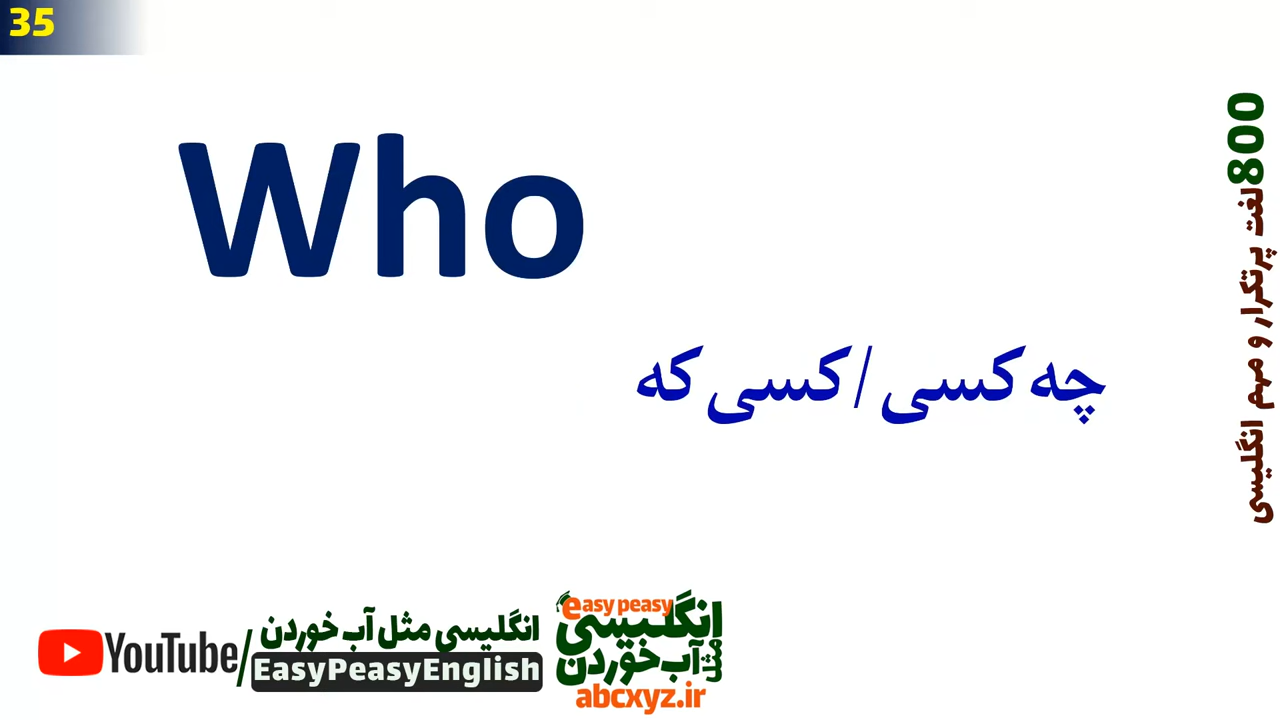 35
Who
چه کسی / کسی که
800 لغت پرتکرار و مهم انگلیسی
YouTube/
انگلیسی مثل آب خوردن
EasyPeasyEnglish
easy peasy
انگلیسی
مثل آب خوردن
abcxyz.ir